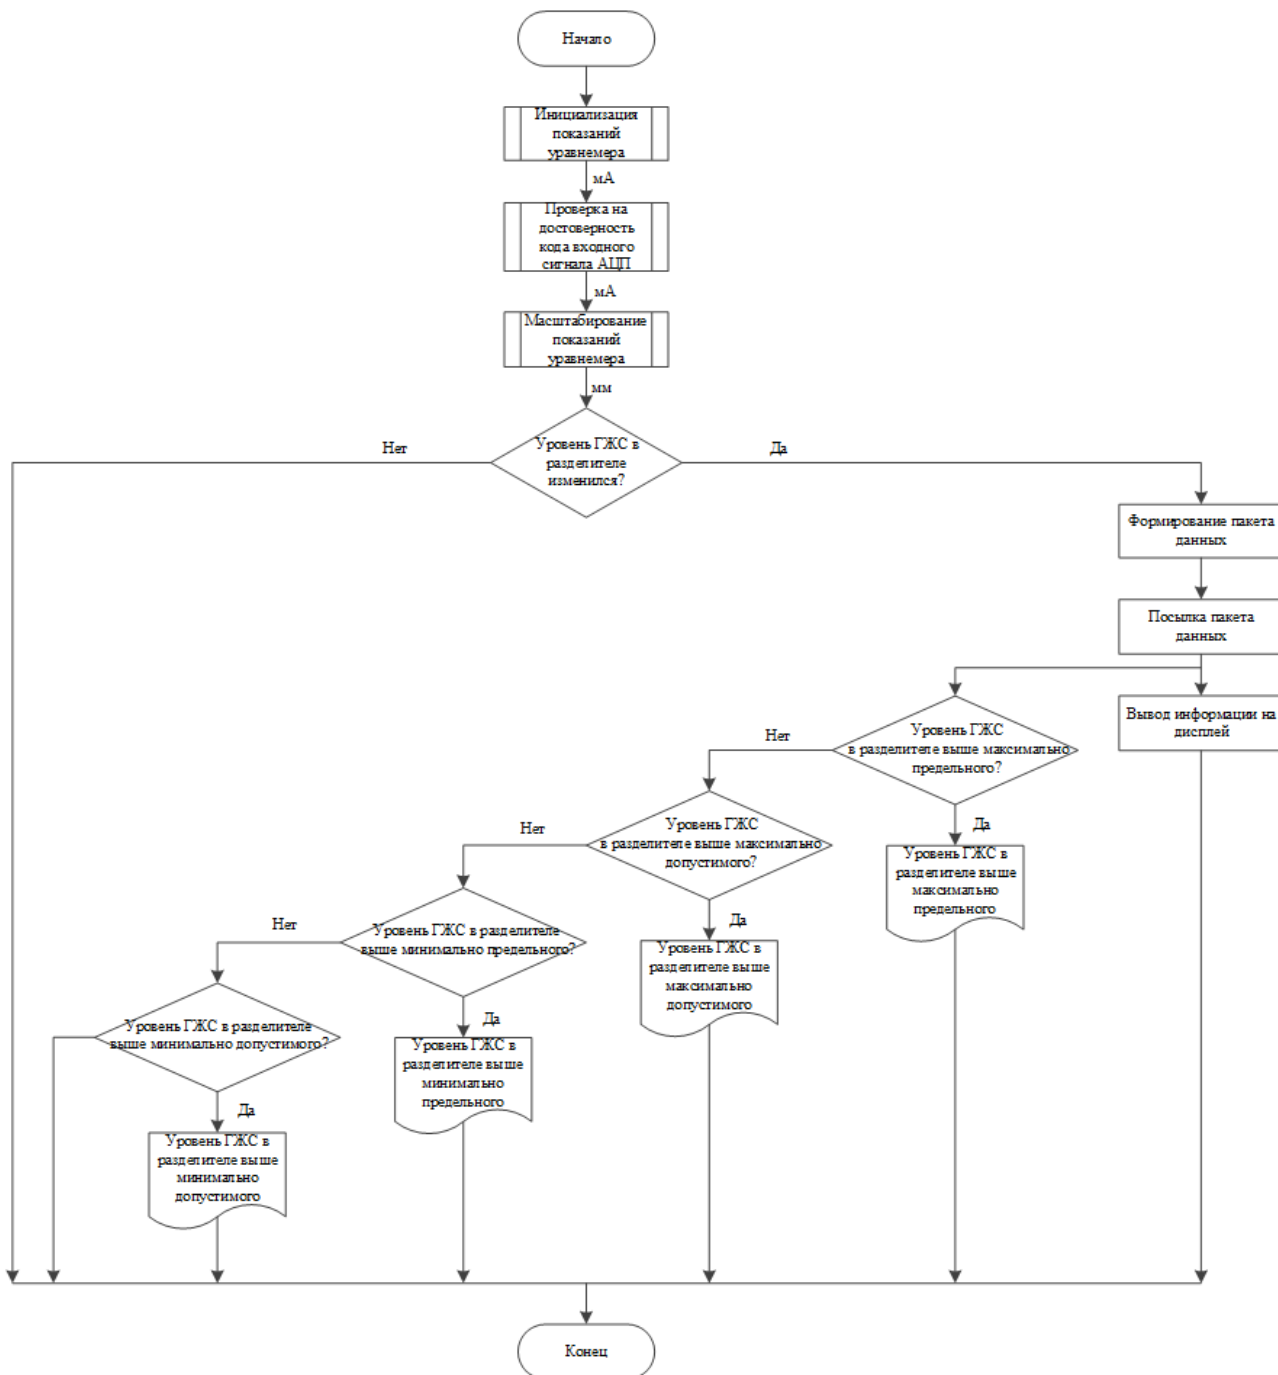 Начало
Инициализация
показаний
уравнемера
мА
Проверка на
достоверность
кода входного
сигнала АЦП
мА
Масштабирование
показаний
уравнемера
мм
Уровень ГЖС в
разделителе
изменился?
Нет
Да
Формирование пакета
данных
Посылка пакета
данных
Вывод информации на
дисплей
Уровень ГЖС
в разделителе выше максимально
предельного?
Нет
Да
Уровень ГЖС в
разделителе выше
максимально
предельного
Уровень ГЖС
в разделителе выше максимально
допустимого?
Нет
Да
Уровень ГЖС в
разделителе выше
максимально
допустимого
Уровень ГЖС в разделителе
выше минимально предельного?
Нет
Да
Уровень ГЖС в
разделителе выше
минимально
предельного
Уровень ГЖС в разделителе
выше минимально допустимого?
Да
Уровень ГЖС в
разделителе выше
минимально
допустимого
Конец